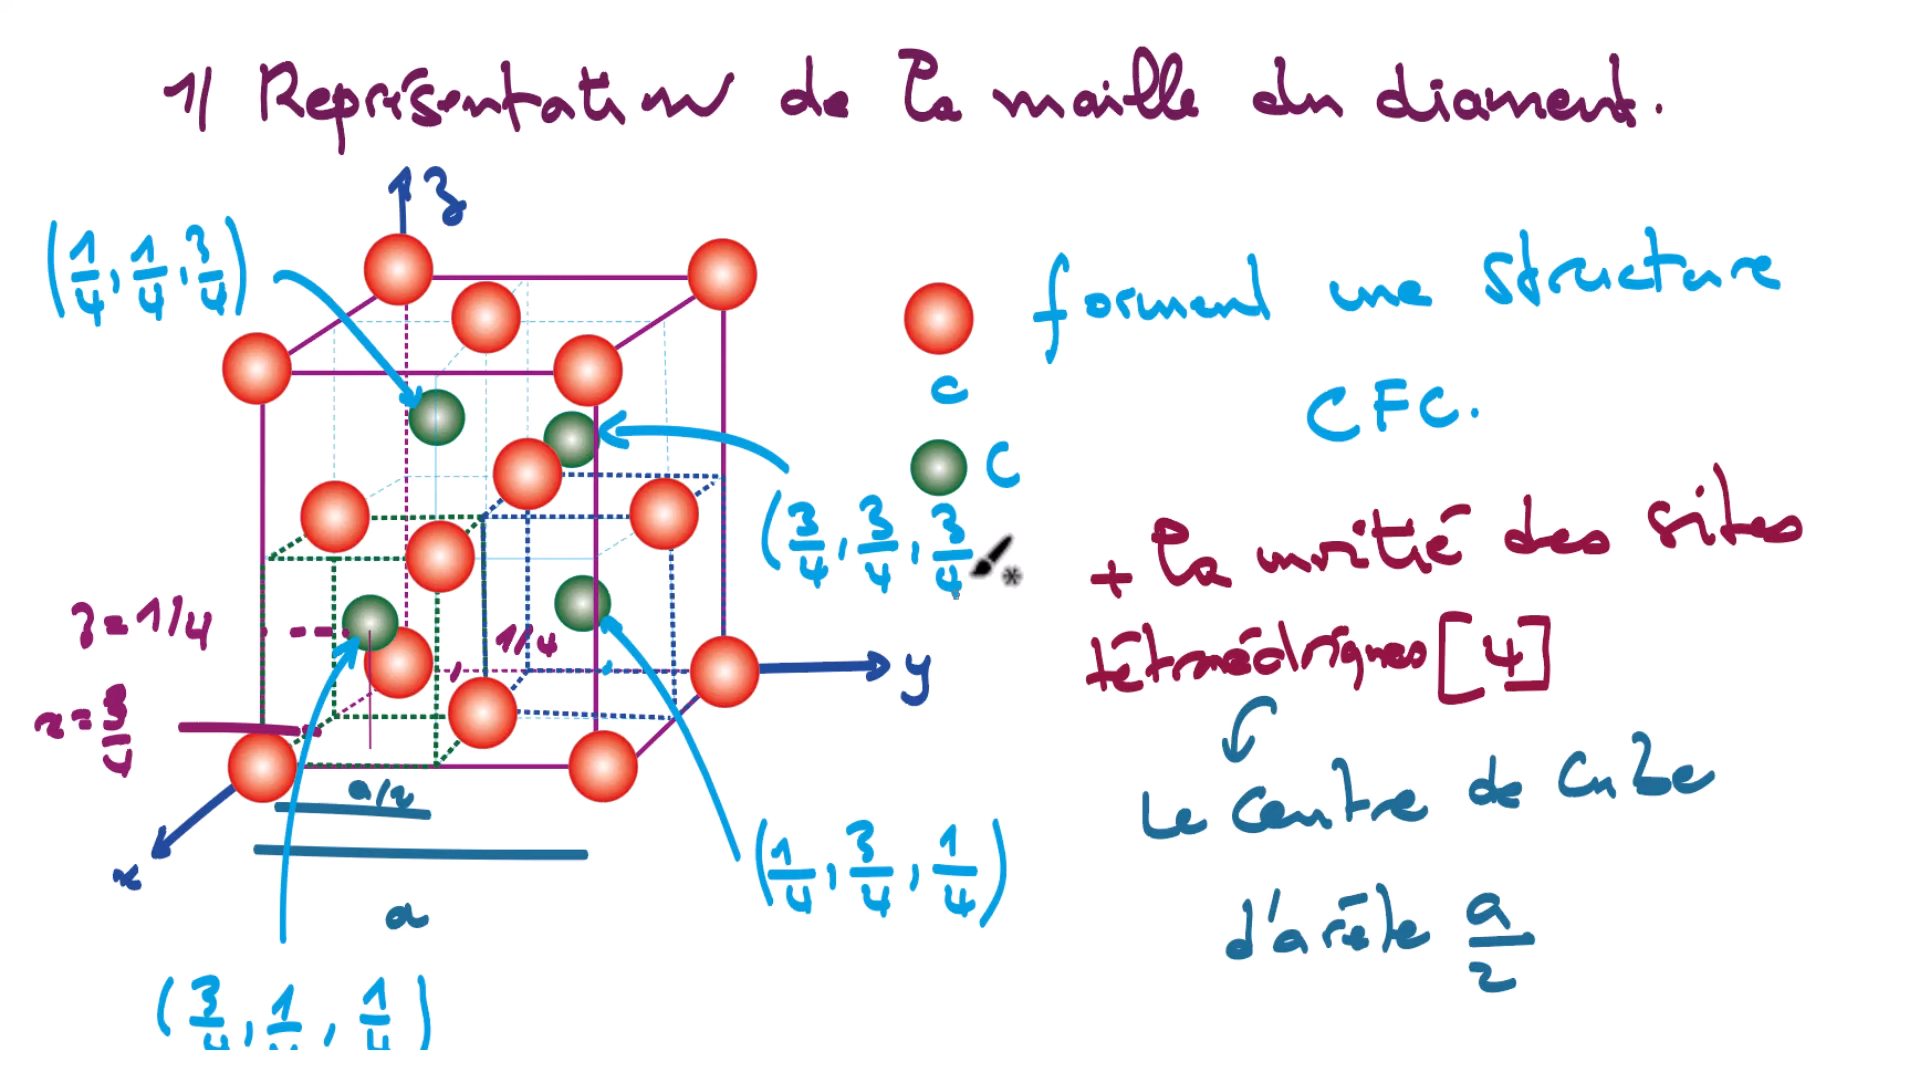 1/ Représentation de la maille du diament.
z
(1/4, 1/4, 3/4)
forment une structure
c
CFC.
C
(3/4, 3/4, 3/4
+ la moitié des sites
z = 1/4
1/4
y
tétraédriques [4]
x = 3/4
a/2
Le centre de cube
x
(1/4, 3/4, 1/4)
a
d'arête a/2
(3/4, 1/4, 1/4)